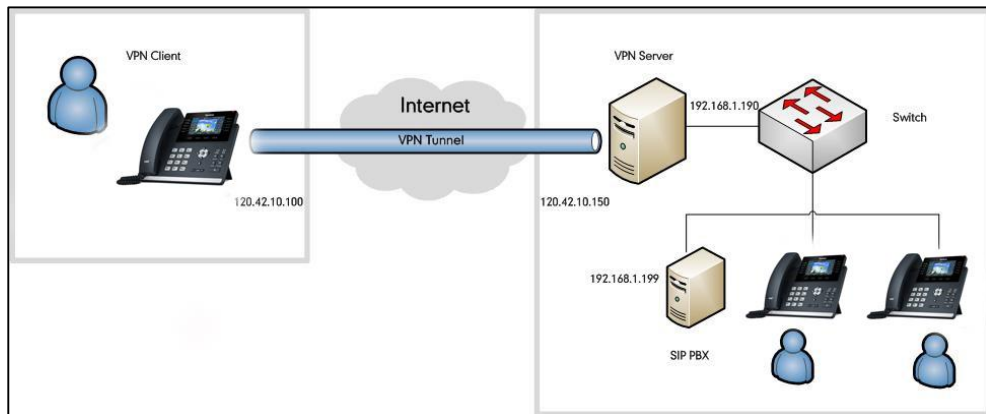 VPN Client
VPN Server
Internet
192.168.1.190
Switch
VPN Tunnel
120.42.10.100
120.42.10.150
192.168.1.199
SIP PBX